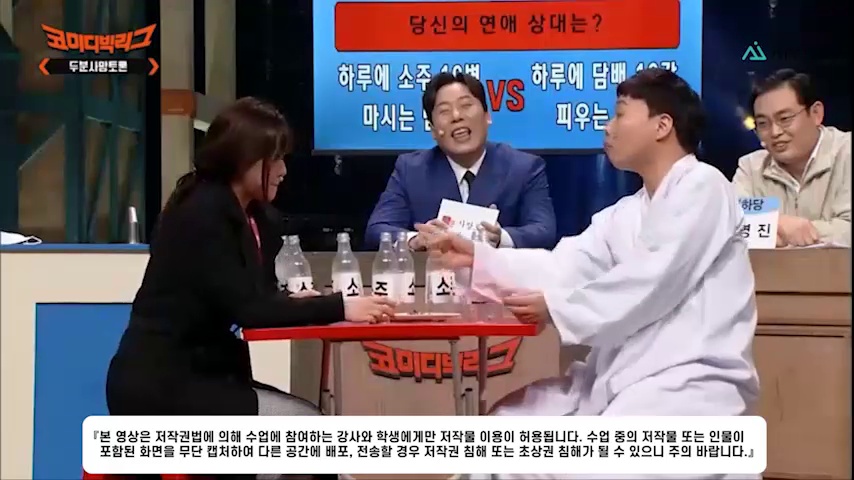 코미디빅리그
두분사망토론
당신의 연애 상대는?
하루에 소주 10병
마시는
VS
하루에 담배 10갑
피우는
하당
영진
소
주
소
소
코미디빅리그
『본 영상은 저작권법에 의해 수업에 참여하는 강사와 학생에게만 저작물 이용이 허용됩니다. 수업 중의 저작물 또는 인물이
포함된 화면을 무단 캡처하여 다른 공간에 배포, 전송할 경우 저작권 침해 또는 초상권 침해가 될 수 있으니 주의 바랍니다.』